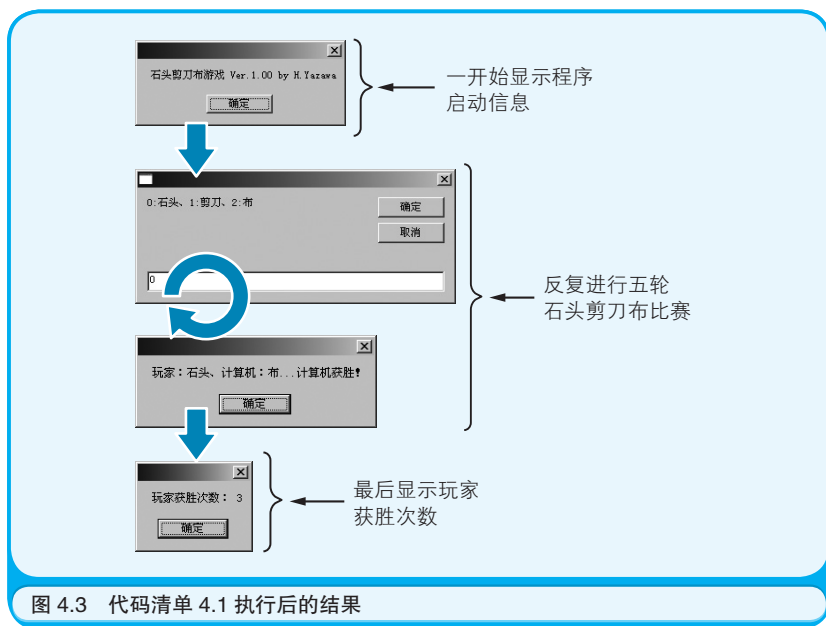 石头剪刀布游戏 Ver.1.00 by H.Yazawa
确定
一开始显示程序
启动信息
0:石头、1:剪刀、2:布
确定
取消
0
反复进行五轮
石头剪刀布比赛
玩家：石头、计算机：布...计算机获胜!
确定
玩家获胜次数： 3
确定
最后显示玩家
获胜次数
图 4.3 代码清单 4.1 执行后的结果